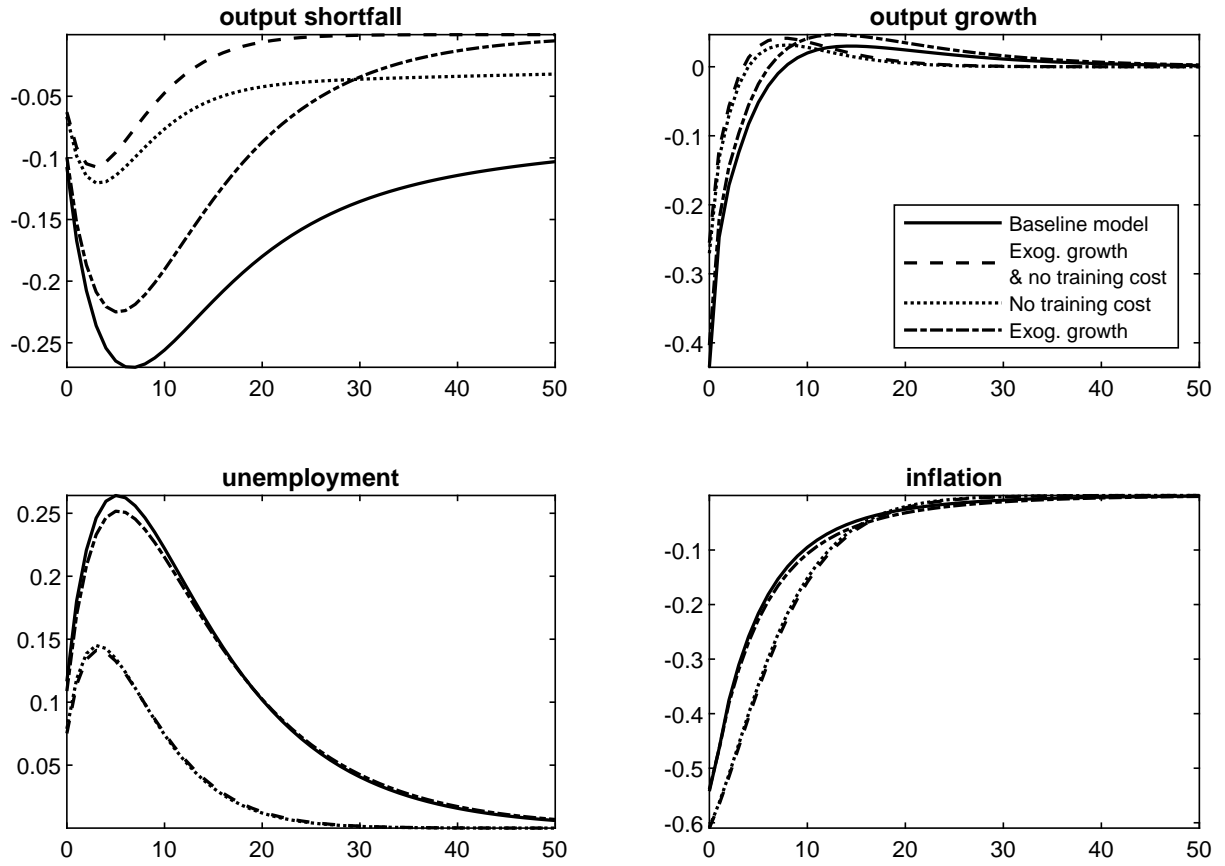 output shortfall
-0.05
-0.1
-0.15
-0.2
-0.25
0 10 20 30 40 50
output growth
0
-0.1
-0.2
-0.3
-0.4
Baseline model
Exog. growth
& no training cost
No training cost
Exog. growth
0 10 20 30 40 50
unemployment
0.25
0.2
0.15
0.1
0.05
0 10 20 30 40 50
inflation
-0.1
-0.2
-0.3
-0.4
-0.5
-0.6
0 10 20 30 40 50